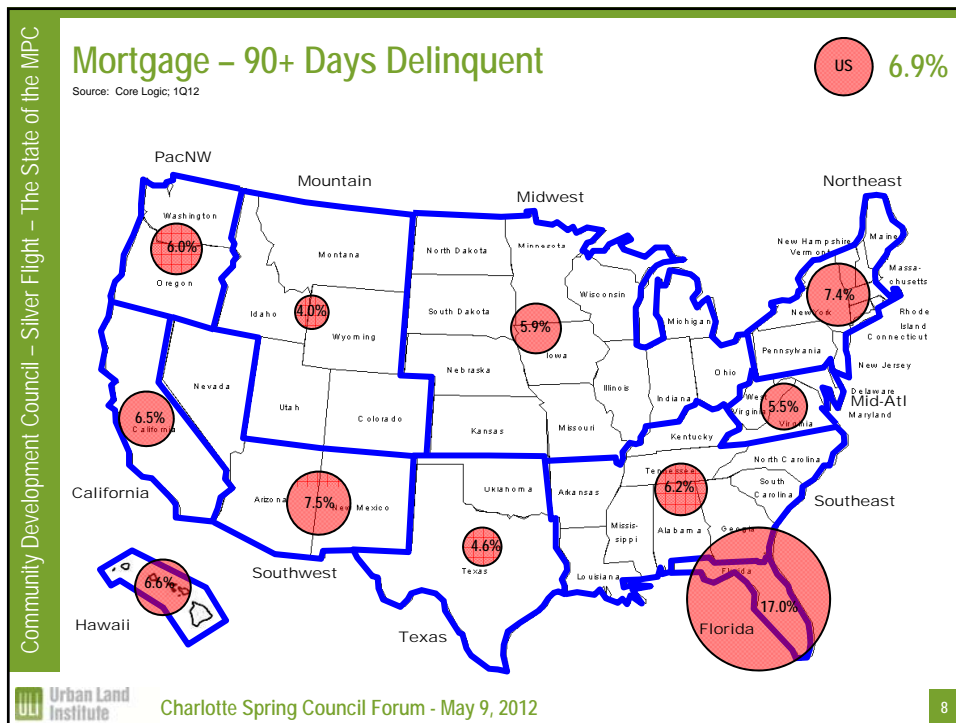 Community Development Council – Silver Flight – The State of the MPC
Mortgage – 90+ Days Delinquent
Source: Core Logic; 1Q12
US 6.9%
PacNW
Mountain
Midwest
Northeast
Washington
6.0%
Oregon
Montana
Idaho
4.0%
Wyoming
North Dakota
Minnesota
South Dakota
5.9%
Iowa
Wisconsin
Michigan
Nebraska
Illinois
Indiana
Ohio
Kansas
Missouri
New Hampshire
Vermont
Maine
Massa-
chusetts
7.4%
New York
Rhode
Island
Connecticut
Pennsylvania
New Jersey
Delaware
Mid-Atl
Maryland
West
Virginia
5.5%
Virginia
Nevada
Utah
Colorado
6.5%
California
California
Arizona
7.5%
New Mexico
Southwest
Oklahoma
4.6%
Texas
Texas
Kentucky
Tennessee
6.2%
North Carolina
South
Carolina
Southeast
Arkansas
Missis-
sippi
Alabama
Georgia
Louisiana
Florida
17.0%
Florida
6.6%
Hawaii
ULI Urban Land
Institute
Charlotte Spring Council Forum - May 9, 2012
8